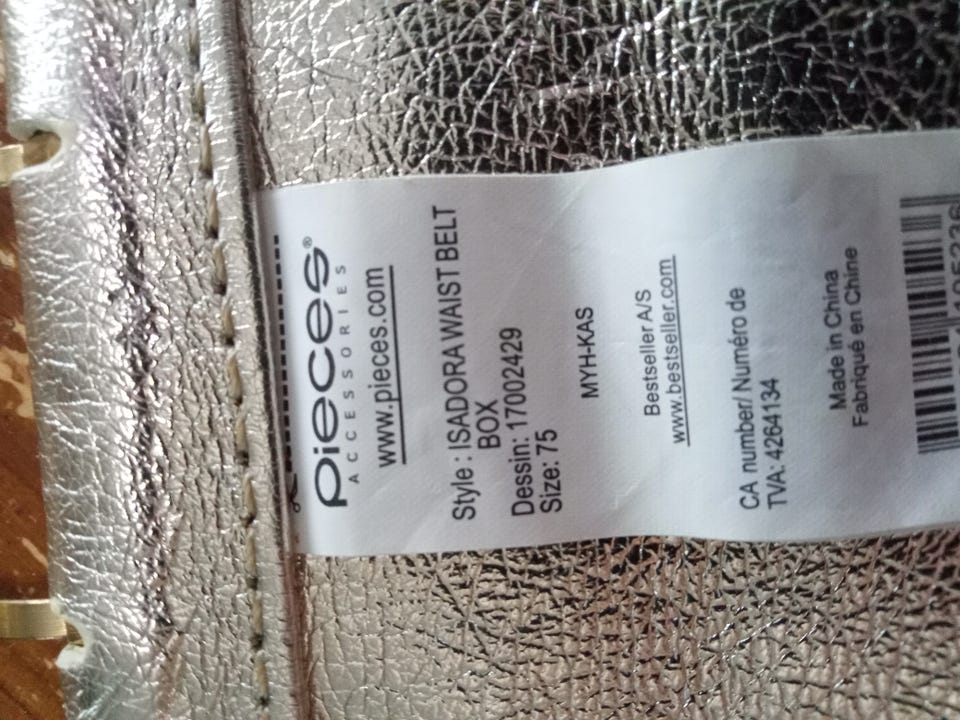 Pieces®
ACCESSORIES
www.pieces.com
Style : ISADORA WAIST BELT
BOX
Dessin: 17002429
Size: 75
MYH-KAS
Bestseller A/S
www.bestseller.com
CA number/ Numéro de
TVA: 4264134
Made in China
Fabriqué en Chine